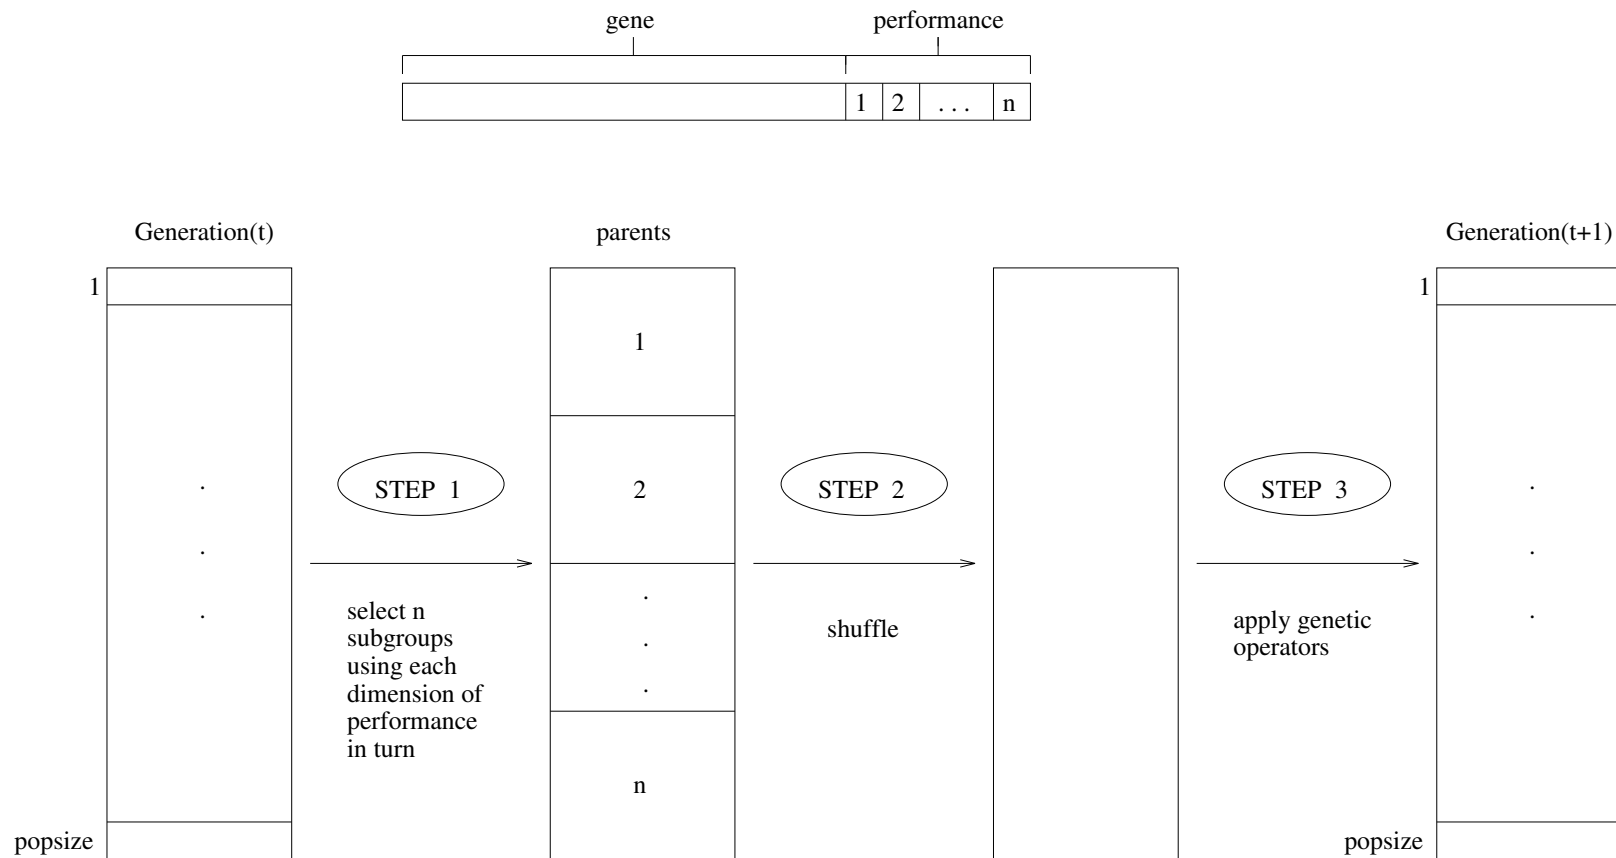 gene
performance
1 2 . . . n
Generation(t)
parents
Generation(t+1)
1
1
1
STEP 1
2
STEP 2
STEP 3
select n
subgroups
using each
dimension of
performance
in turn
shuffle
apply genetic
operators
n
popsize
popsize